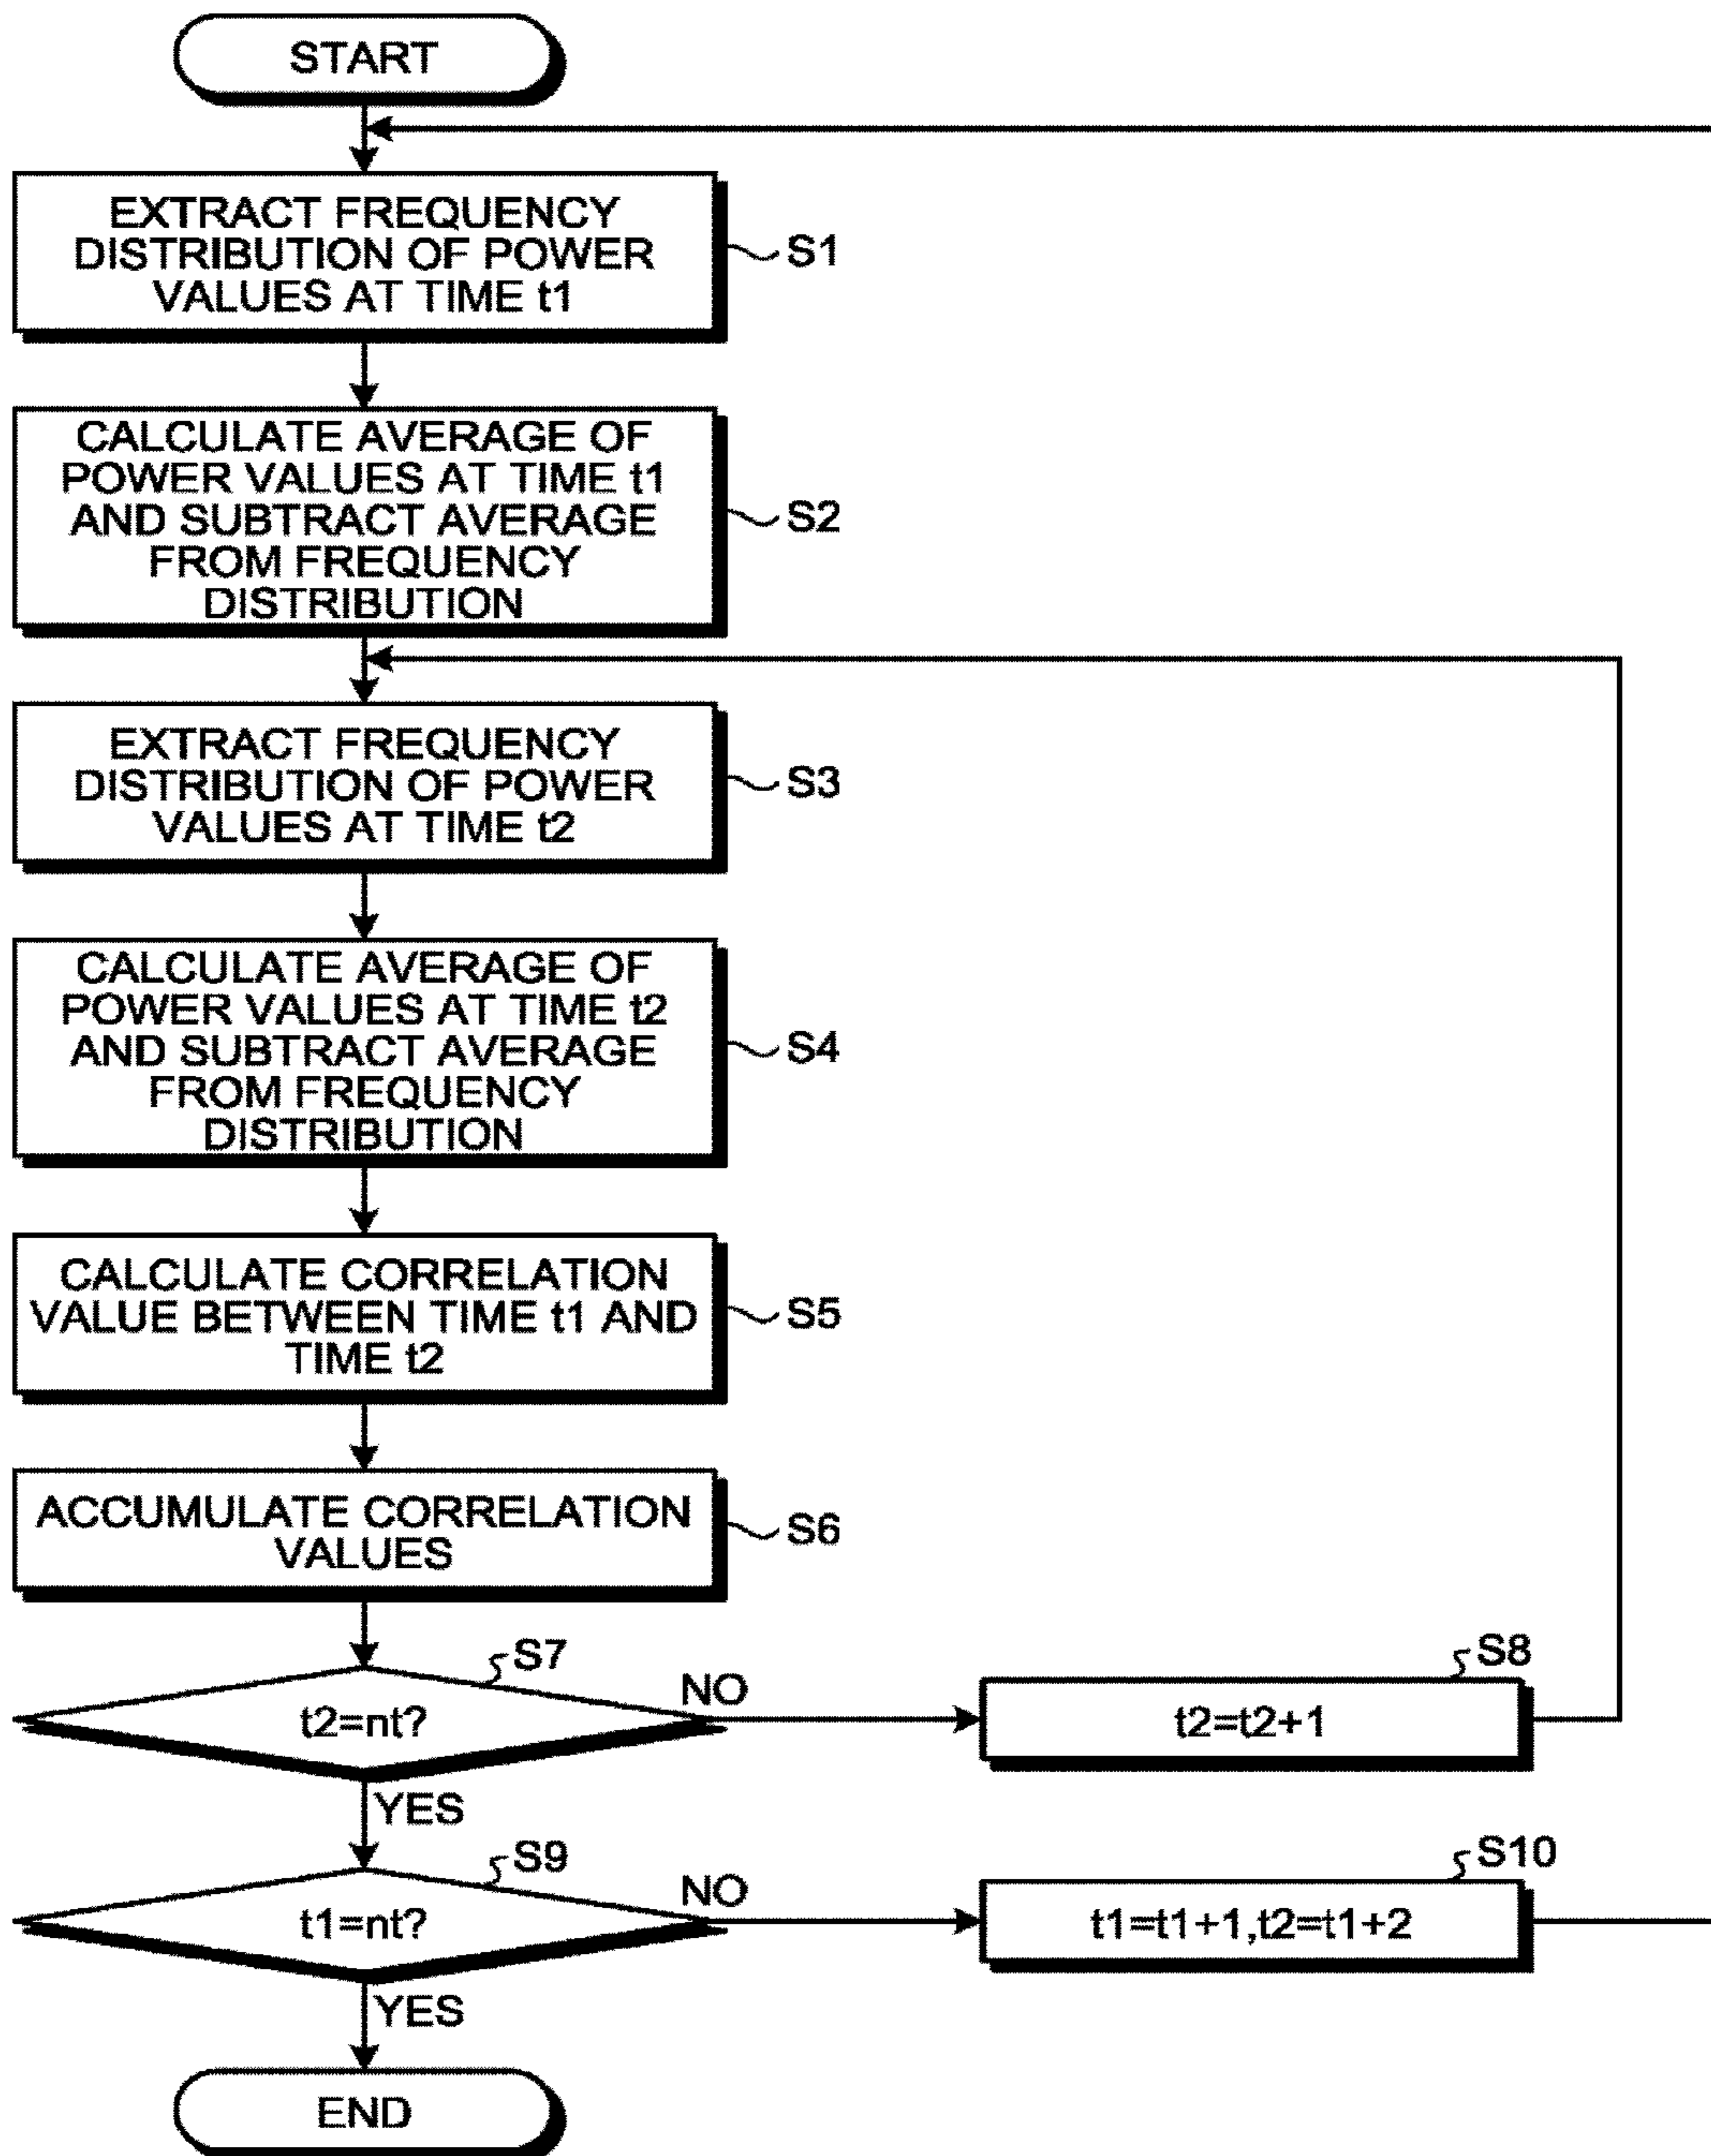 START
EXTRACT FREQUENCY
DISTRIBUTION OF POWER
VALUES AT TIME t1
S1
CALCULATE AVERAGE OF
POWER VALUES AT TIME t1
AND SUBTRACT AVERAGE
FROM FREQUENCY
DISTRIBUTION
S2
EXTRACT FREQUENCY
DISTRIBUTION OF POWER
VALUES AT TIME t2
S3
CALCULATE AVERAGE OF
POWER VALUES AT TIME t2
AND SUBTRACT AVERAGE
FROM FREQUENCY
DISTRIBUTION
S4
CALCULATE CORRELATION
VALUE BETWEEN TIME t1 AND
TIME t2
S5
ACCUMULATE CORRELATION
VALUES
S6
S7
t2=nt?
NO
S8
t2=t2+1
YES
S9
t1=nt?
NO
S10
t1=t1+1,t2=t1+2
YES
END